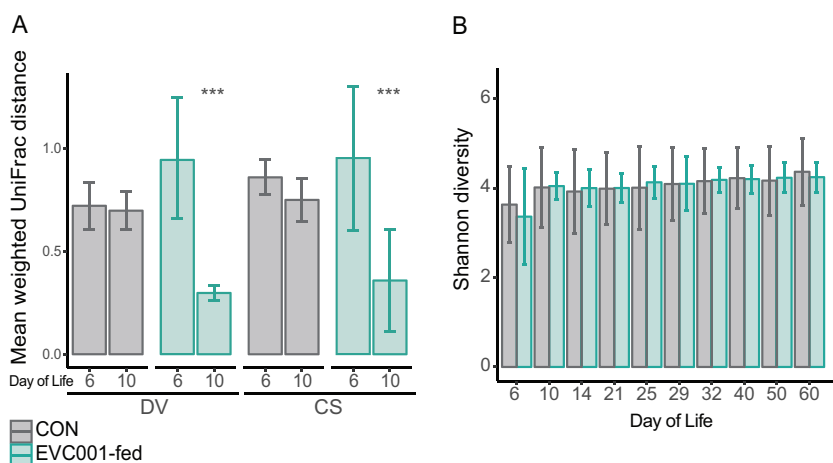 A
Mean weighted UniFrac distance
1.0
0.5
0.0
*** ***
Day of Life 6 10 6 10 6 10 6 10
DV CS
CON
EVC001-fed
B
Shannon diversity
6
4
2
0
6 10 14 21 25 29 32 40 50 60
Day of Life